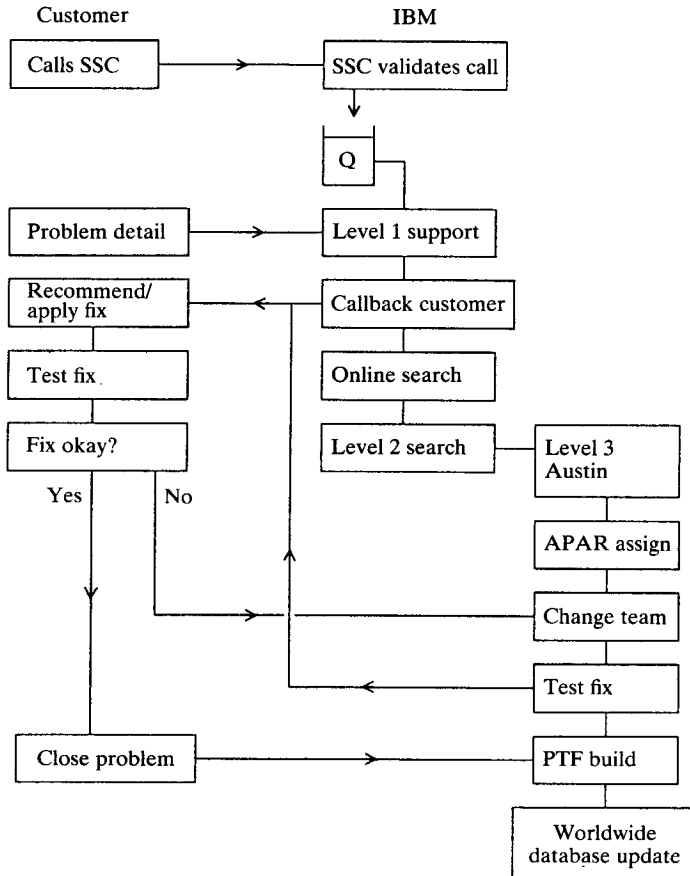 Customer
IBM
Calls SSC
SSC validates call
Q
Problem detail
Level 1 support
Recommend/
apply fix
Callback customer
Test fix
Online search
Fix okay?
Level 2 search
Level 3
Austin
Yes
No
APAR assign
Change team
Test fix
Close problem
PTF build
Worldwide
database update